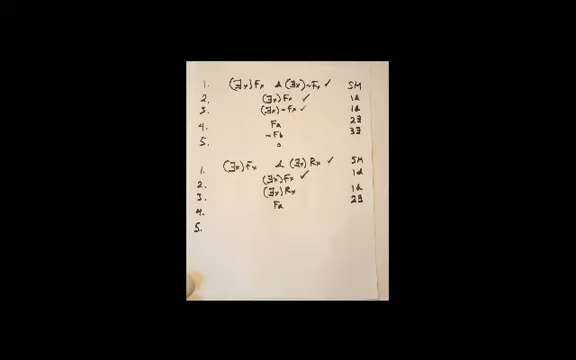 1. (∃x)Fx & (∃x)~Fx ✓ SM
2. (∃x)Fx ✓ 1&
3. (∃x)~Fx ✓ 1&
4. Fa 2∃
5. ~Fb 3∃
o
1. (∃x)Fx & (∃x)Rx ✓ SM
2. (∃x)Fx ✓ 1&
3. (∃x)Rx 1&
4. Fa 2∃
5.